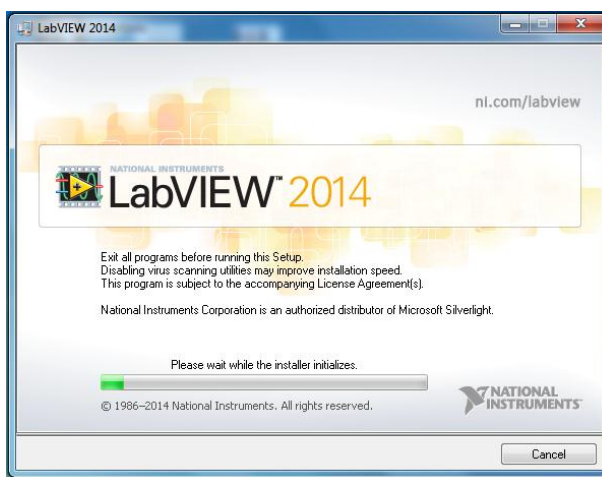 LabVIEW 2014
ni.com/labview
NATIONAL INSTRUMENTS
LabVIEW™ 2014
Exit all programs before running this Setup.
Disabling virus scanning utilities may improve installation speed.
This program is subject to the accompanying License Agreement(s).
National Instruments Corporation is an authorized distributor of Microsoft Silverlight.
Please wait while the installer initializes.
© 1986–2014 National Instruments. All rights reserved.
NATIONAL
INSTRUMENTS
Cancel